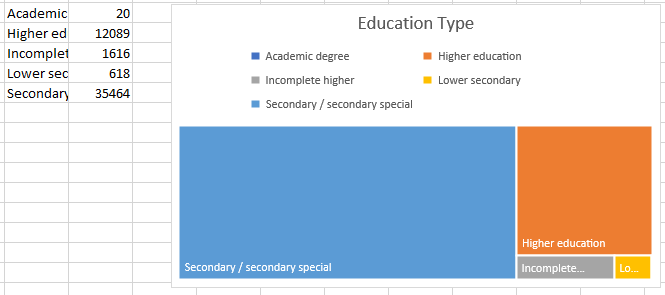 Academic 20
Higher ed 12089
Incomplet 1616
Lower sec 618
Secondary 35464
Education Type
Academic degree Higher education
Incomplete higher Lower secondary
Secondary / secondary special
Secondary / secondary special
Higher education
Incomplete... Lo...